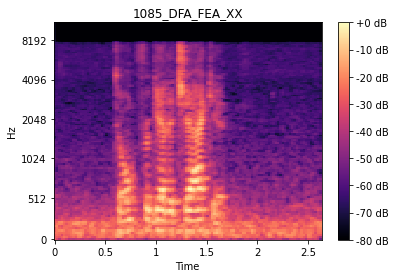 1085_DFA_FEA_XX
+0 dB
8192
-10 dB
4096
-20 dB
-30 dB
2048
Hz
-40 dB
1024
-50 dB
512
-60 dB
-70 dB
0
-80 dB
0
0.5
1
1.5
2
2.5
Time